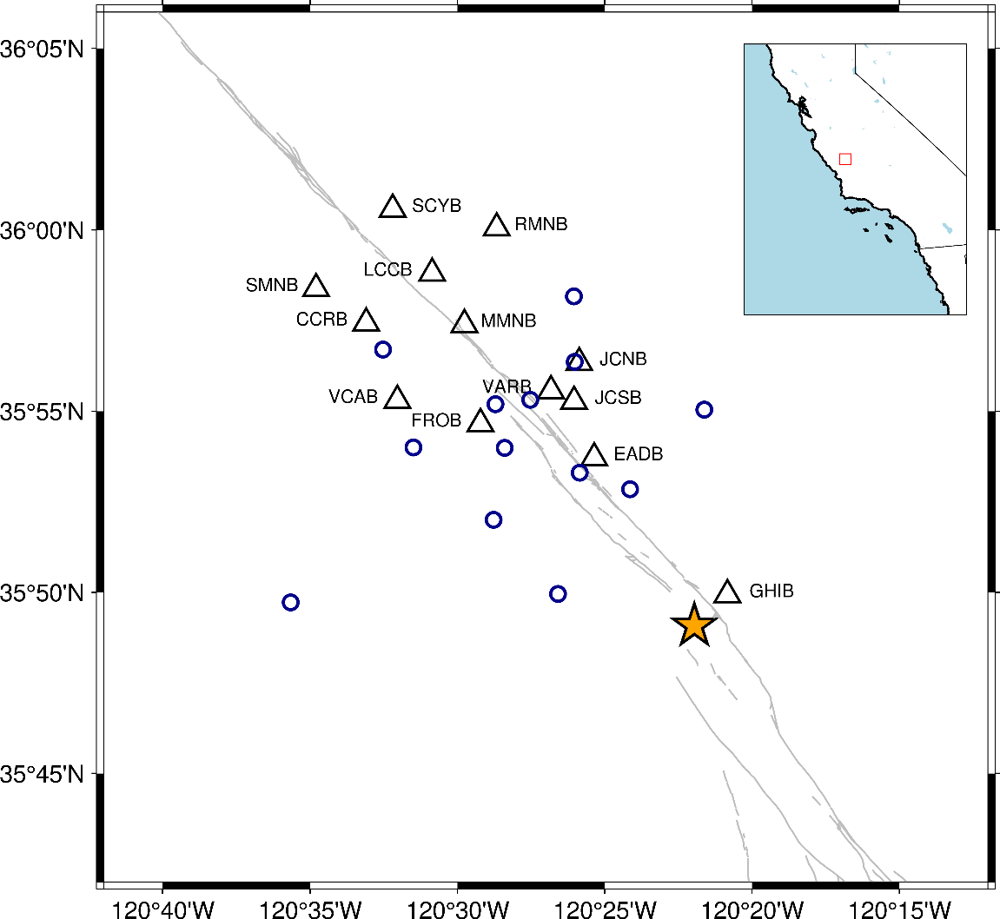 36°05'N
SCYB
36°00'N
RMNB
LCCB
SMNB
CCRB
MMNB
JCNB
35°55'N
VARB
VCAB
JCSB
FROB
EADB
35°50'N
GHIB
35°45'N
120°40'W 120°35'W 120°30'W 120°25'W 120°20'W 120°15'W